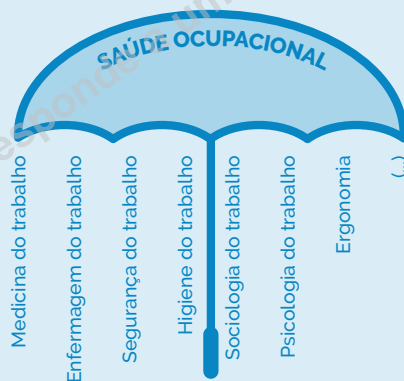 SAÚDE OCUPACIONAL
Medicina do trabalho
Enfermagem do trabalho
Segurança do trabalho
Higiene do trabalho
Sociologia do trabalho
Psicologia do trabalho
Ergonomia
(...)